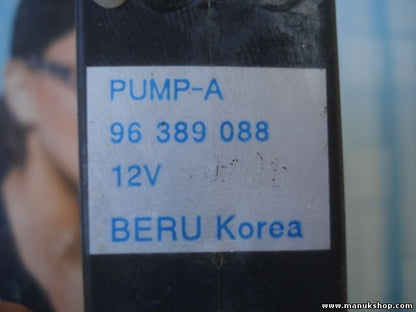 PUMP-A
96 389 088
12V
BERU Korea
www.manukshop.com